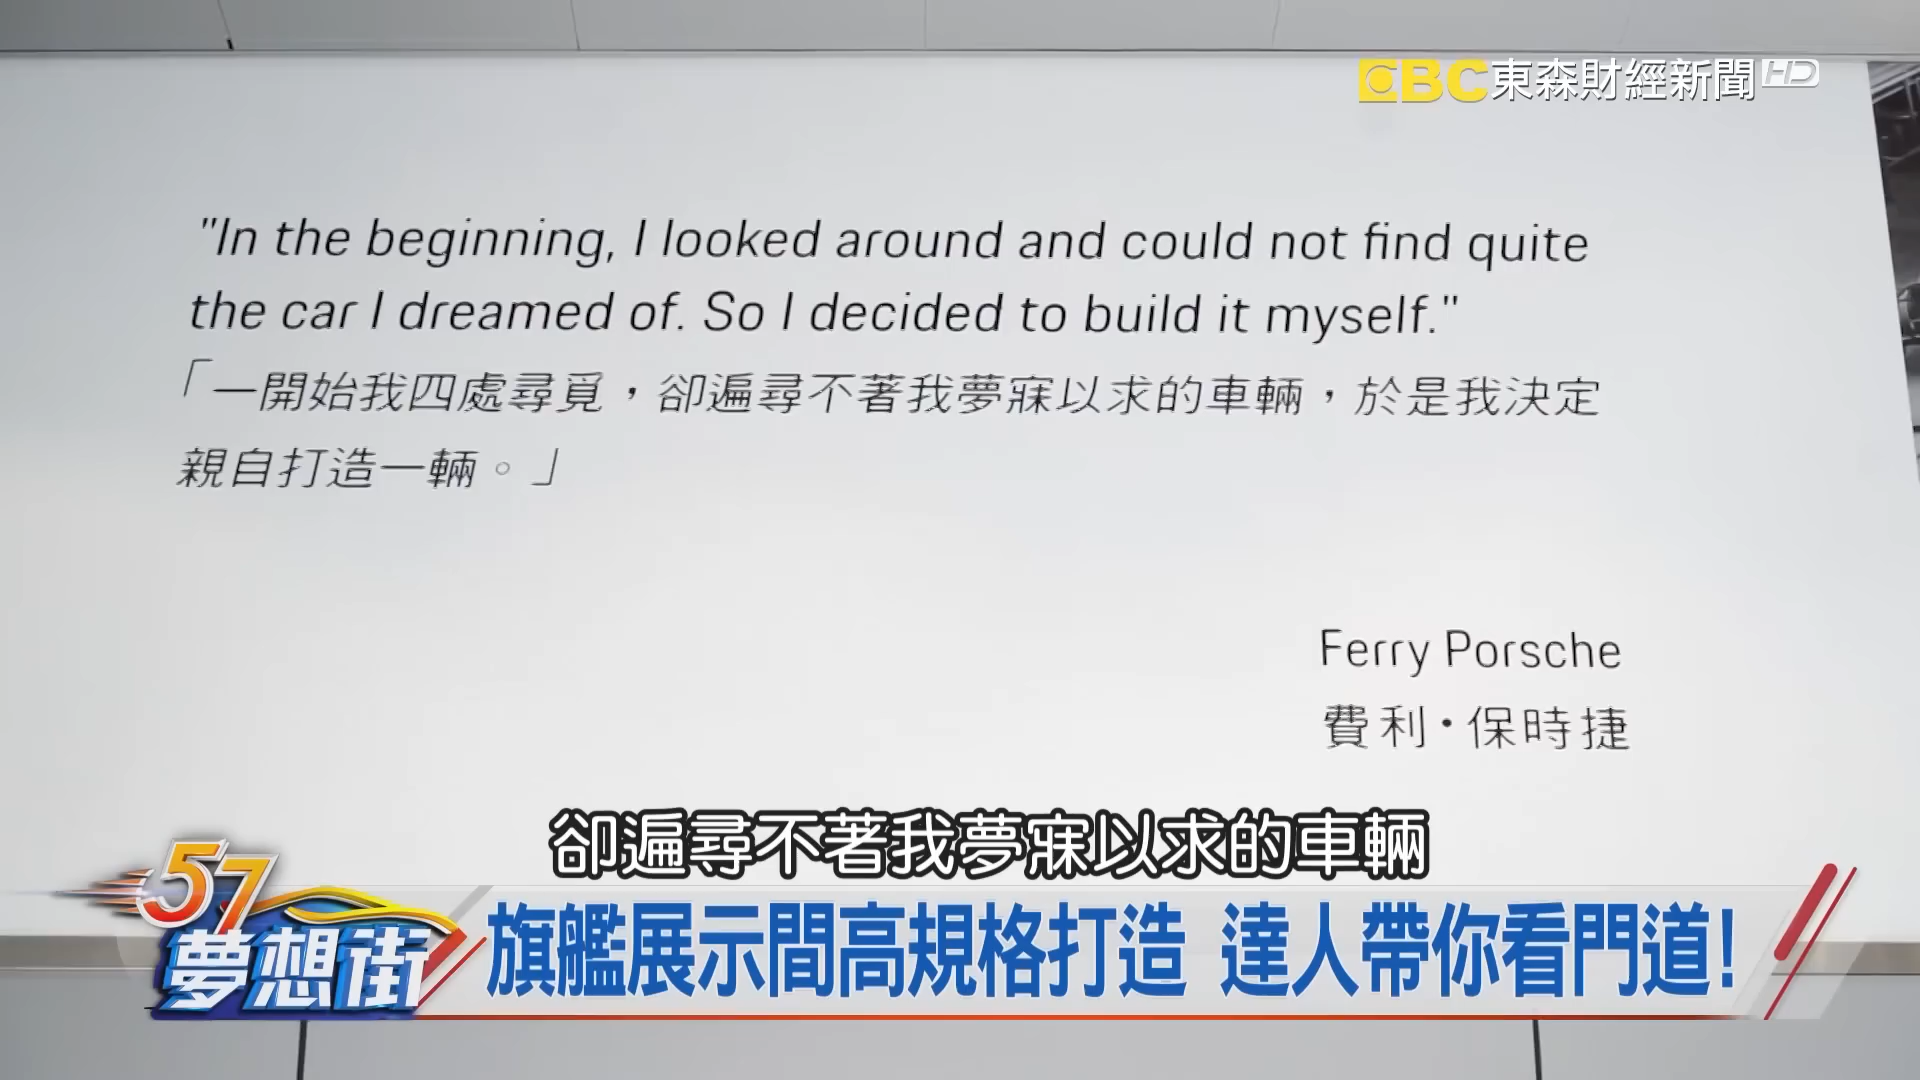 EBC東森財經新聞HD
"In the beginning, I looked around and could not find quite
the car I dreamed of. So I decided to build it myself."
「一開始我四處尋覓，卻遍尋不著我夢寐以求的車輛，於是我決定
親自打造一輛。」
Ferry Porsche
費利·保時捷
卻遍尋不著我夢寐以求的車輛
57
夢想街
旗艦展示間高規格打造 達人帶你看門道!